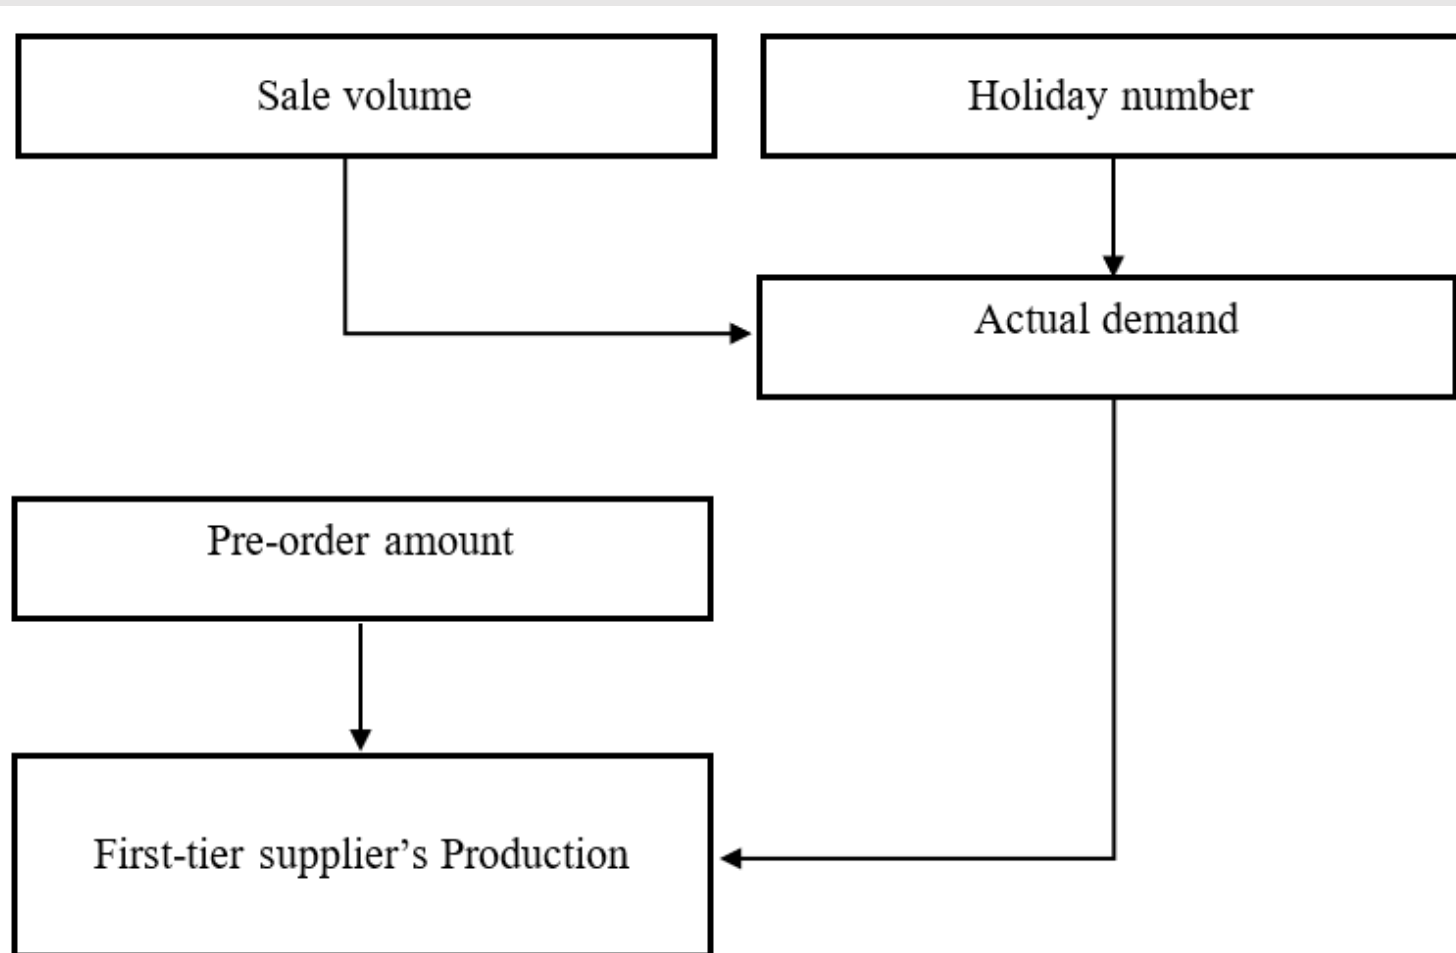 Sale volume
Holiday number
Actual demand
Pre-order amount
First-tier supplier’s Production